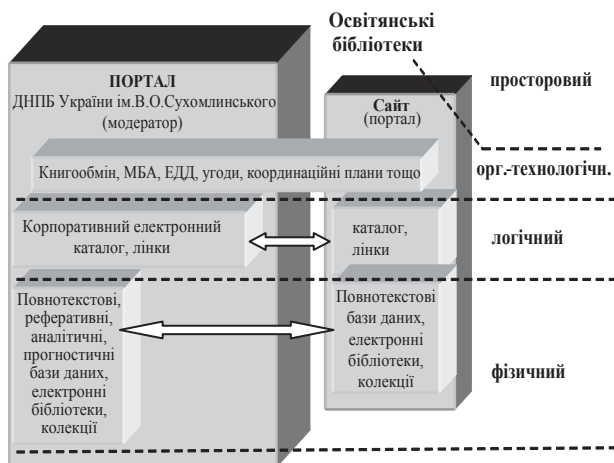 Освітянські
бібліотеки
ПОРТАЛ
ДНПБ України ім.В.О.Сухомлинського
(модератор)
Сайт
(портал)
просторовий
Книгообмін, МБА, ЕДД, угоди, координаційні плани тощо
орг.-технологічн.
Корпоративний електронний
каталог, лінки
каталог,
лінки
логічний
Повнотекстові,
реферативні,
аналітичні,
прогностичні
бази даних,
електронні
бібліотеки,
колекції
Повнотекстові
бази даних,
електронні
бібліотеки,
колекції
фізичний